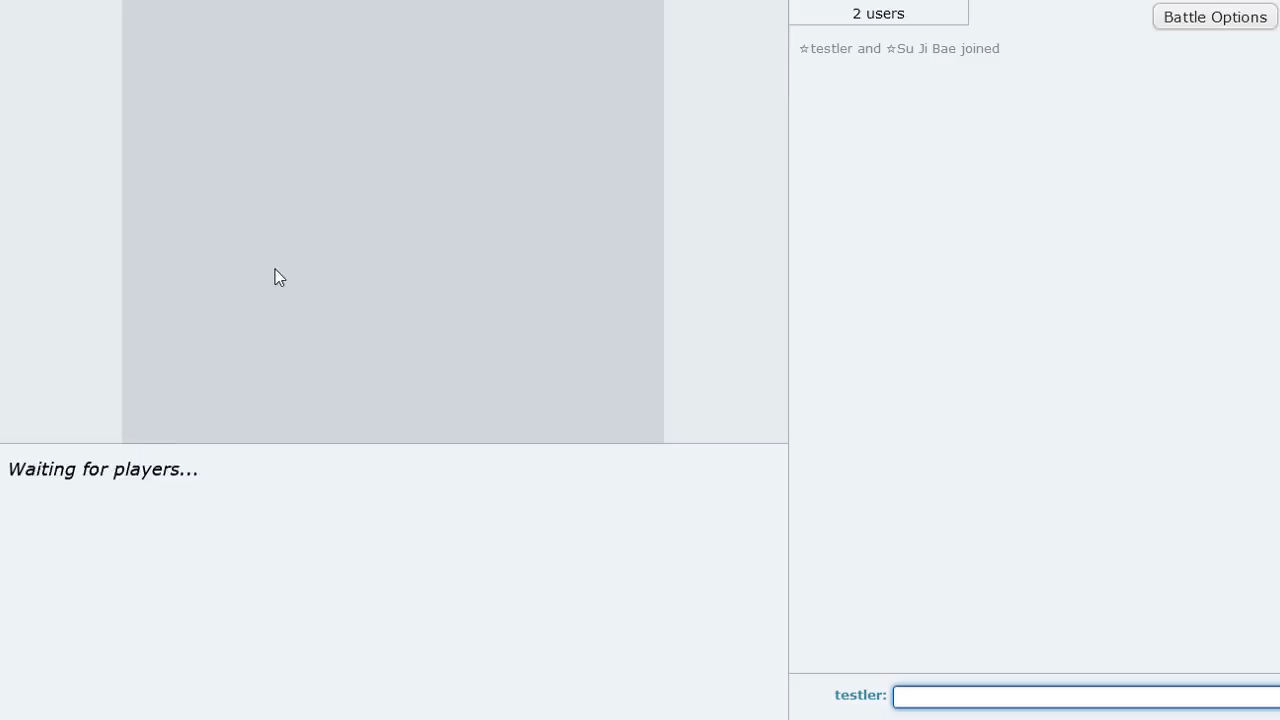 2 users
Battle Options
☆testler and ☆Su Ji Bae joined
Waiting for players...
testler: